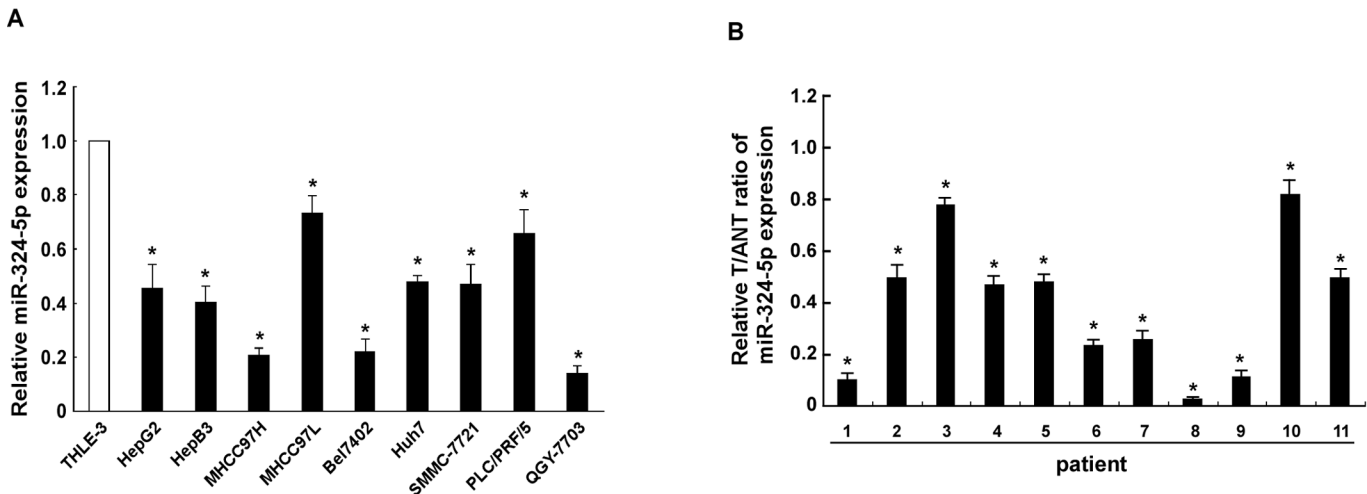 A
Relative miR-324-5p expression
1.2
1.0
0.8
0.6
0.4
0.2
0
*
*
*
*
*
*
*
*
*
THLE-3
HepG2
HepB3
MHCC97H
MHCC97L
Bel7402
Huh7
SMMC-7721
PLC/PRF/5
QGY-7703
B
Relative T/ANT ratio of
miR-324-5p expression
1.2
1.0
0.8
0.6
0.4
0.2
0
*
*
*
*
*
*
*
*
*
*
*
1 2 3 4 5 6 7 8 9 10 11
patient